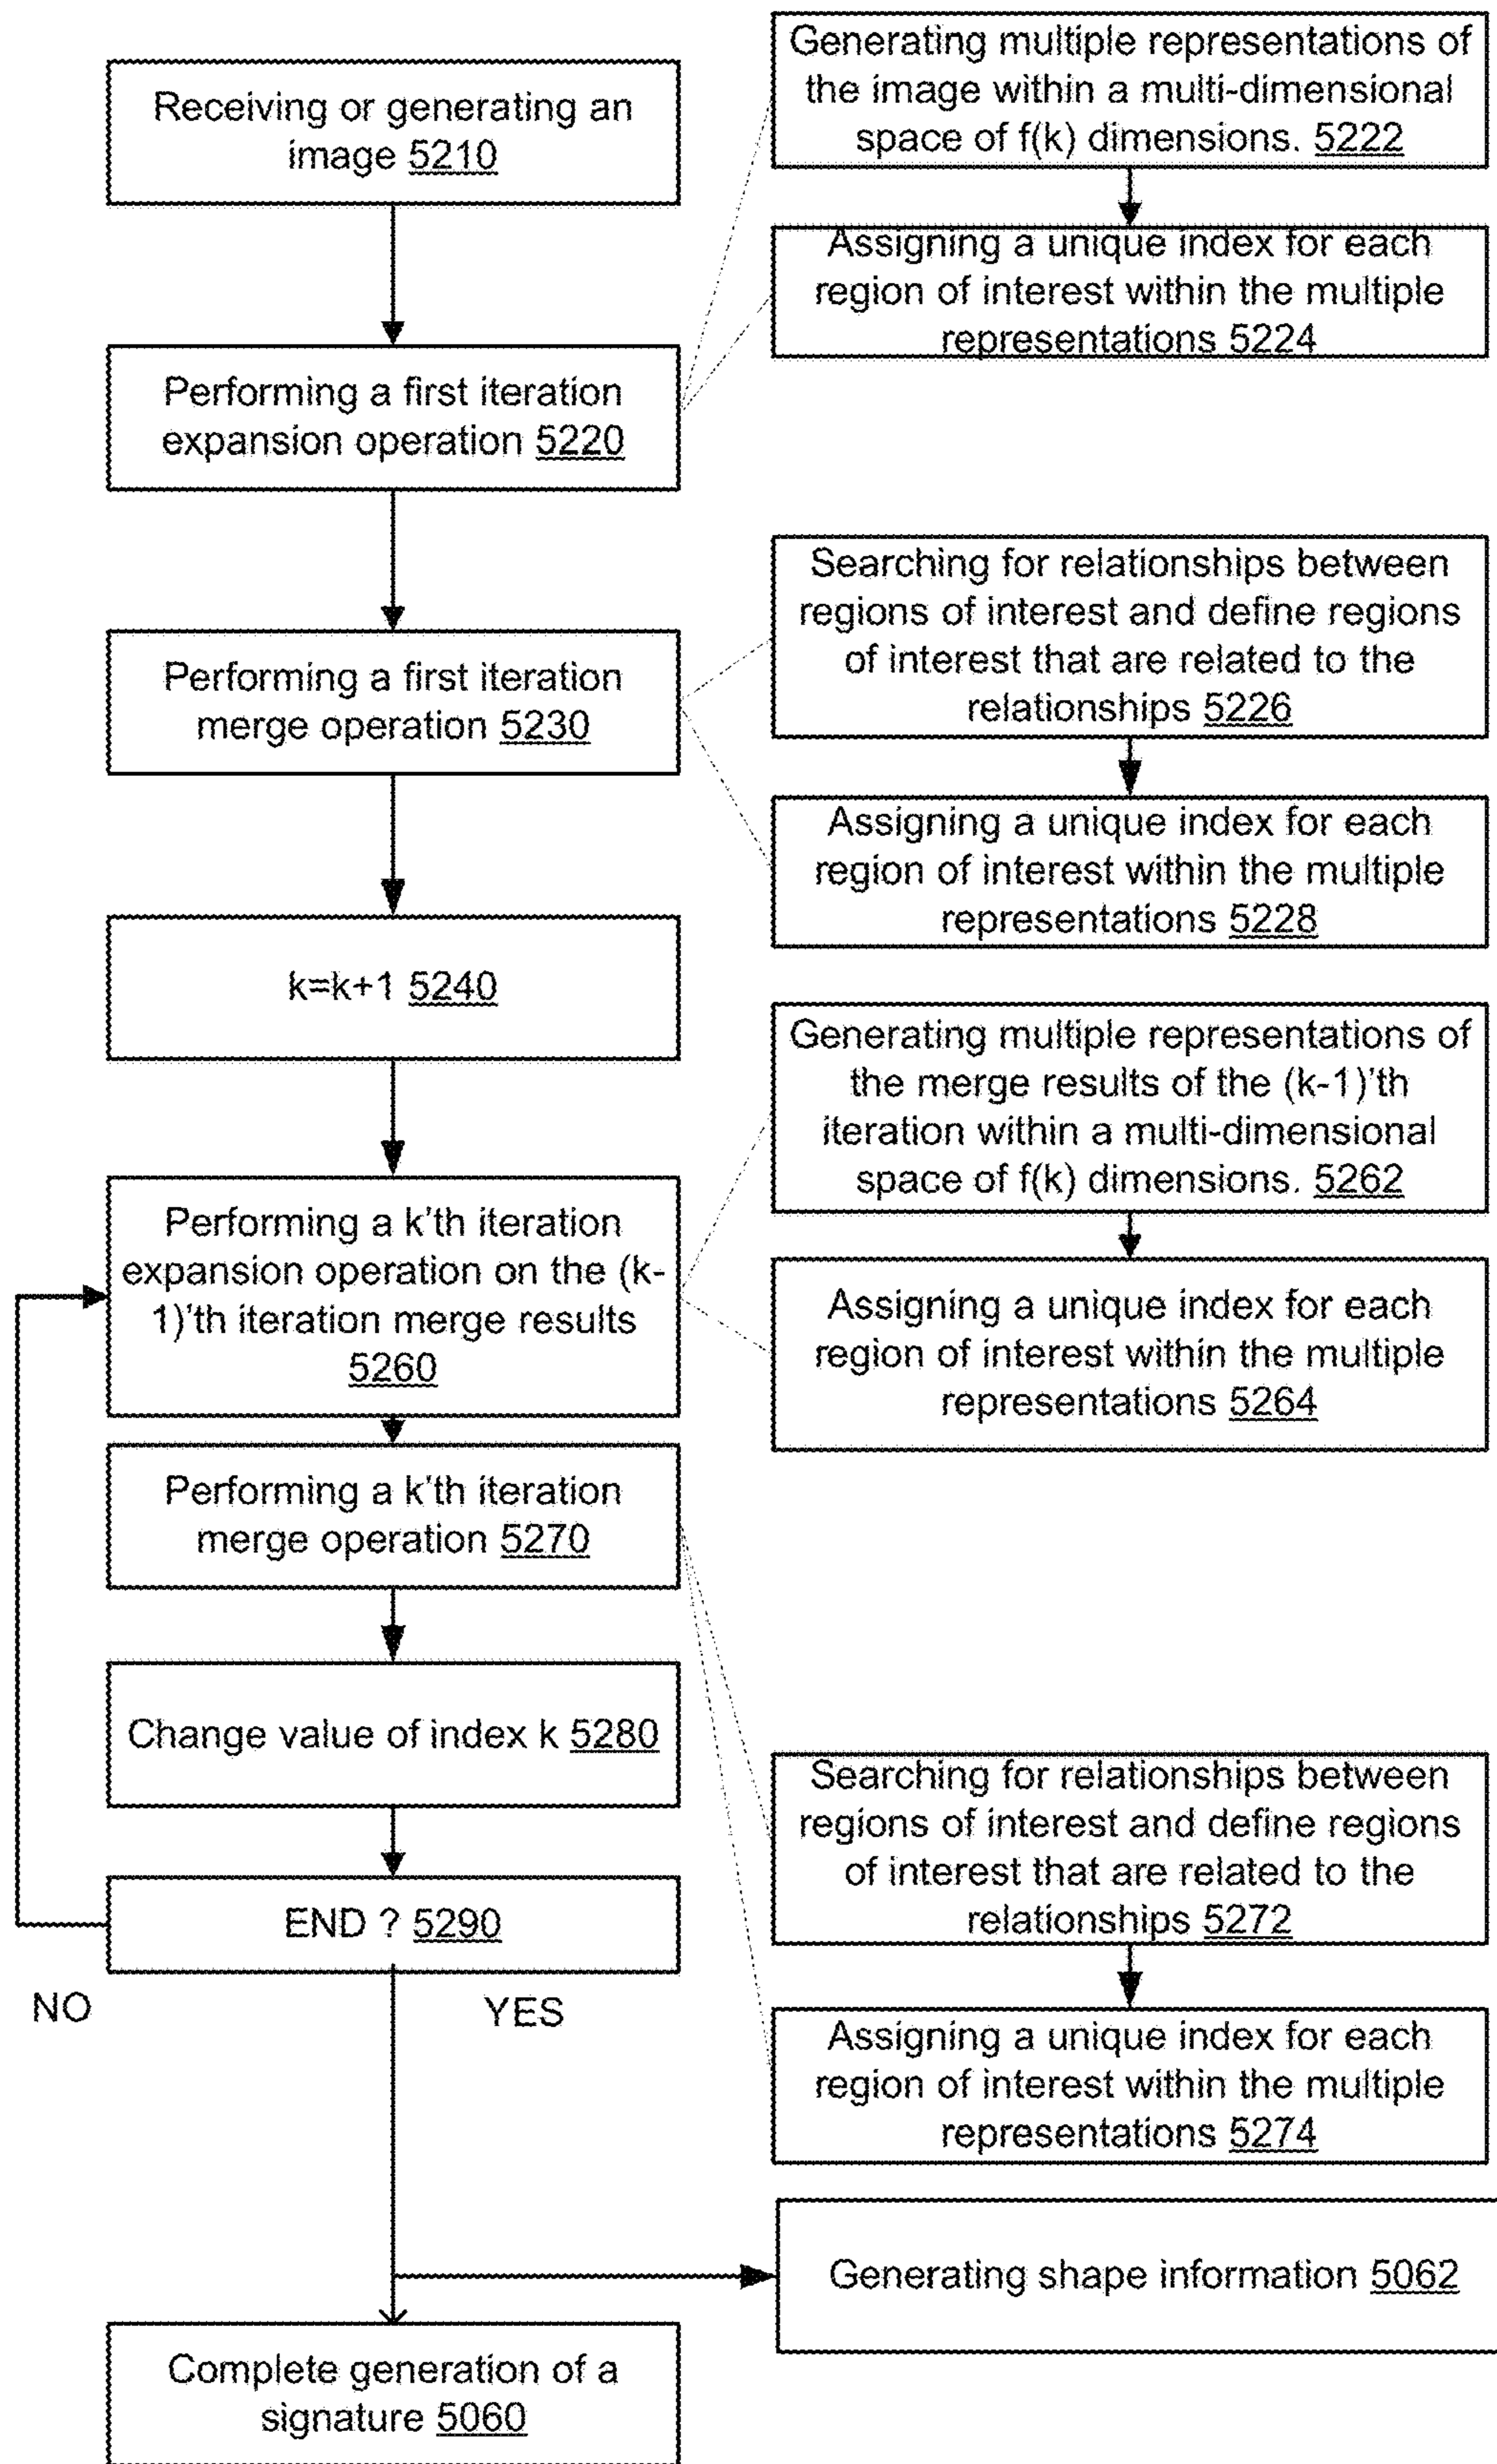 Receiving or generating an
image 5210
Generating multiple representations of
the image within a multi-dimensional
space of f(k) dimensions. 5222
Assigning a unique index for each
region of interest within the multiple
representations 5224
Performing a first iteration
expansion operation 5220
Performing a first iteration
merge operation 5230
Searching for relationships between
regions of interest and define regions
of interest that are related to the
relationships 5226
Assigning a unique index for each
region of interest within the multiple
representations 5228
k=k+1 5240
Generating multiple representations of
the merge results of the (k-1)’th
iteration within a multi-dimensional
space of f(k) dimensions. 5262
Performing a k’th iteration
expansion operation on the (k-
1)’th iteration merge results
5260
Assigning a unique index for each
region of interest within the multiple
representations 5264
Performing a k’th iteration
merge operation 5270
Change value of index k 5280
Searching for relationships between
regions of interest and define regions
of interest that are related to the
relationships 5272
END ? 5290
NO
YES
Assigning a unique index for each
region of interest within the multiple
representations 5274
Generating shape information 5062
Complete generation of a
signature 5060